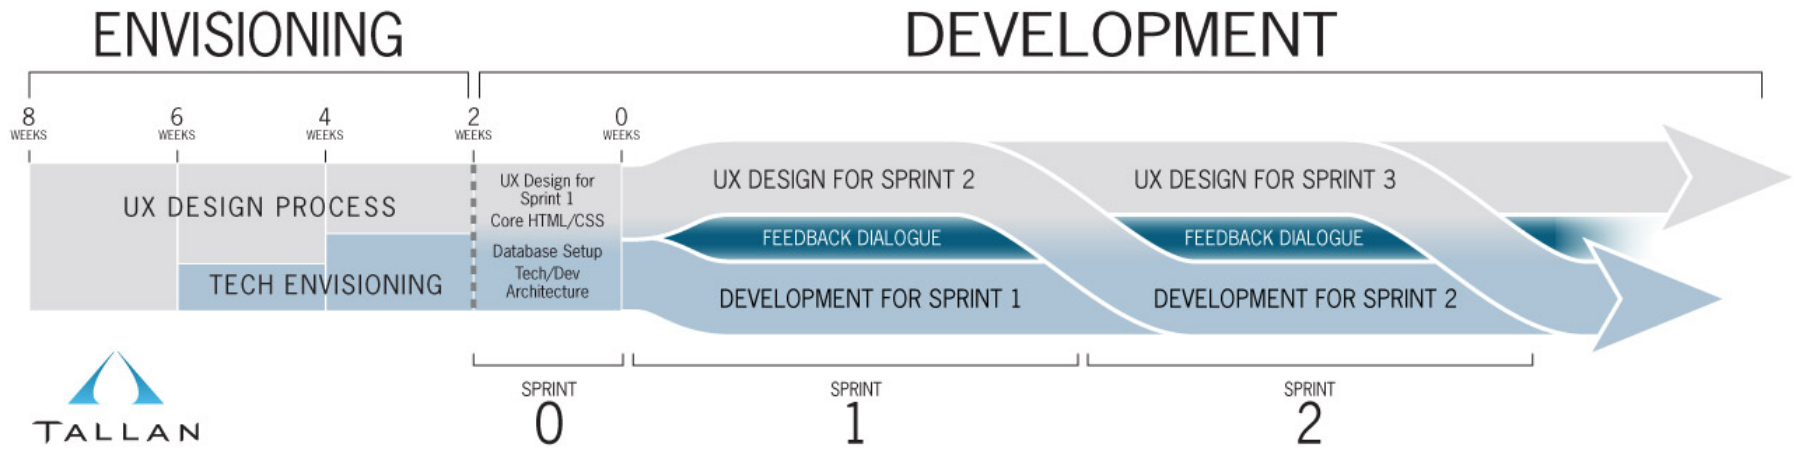 ENVISIONING
DEVELOPMENT
8
WEEKS
6
WEEKS
4
WEEKS
2
WEEKS
0
WEEKS
UX DESIGN PROCESS
TECH ENVISIONING
UX Design for
Sprint 1
Core HTML/CSS
Database Setup
Tech/Dev
Architecture
UX DESIGN FOR SPRINT 2
FEEDBACK DIALOGUE
DEVELOPMENT FOR SPRINT 1
UX DESIGN FOR SPRINT 3
FEEDBACK DIALOGUE
DEVELOPMENT FOR SPRINT 2
SPRINT
0
SPRINT
1
SPRINT
2
TALLAN